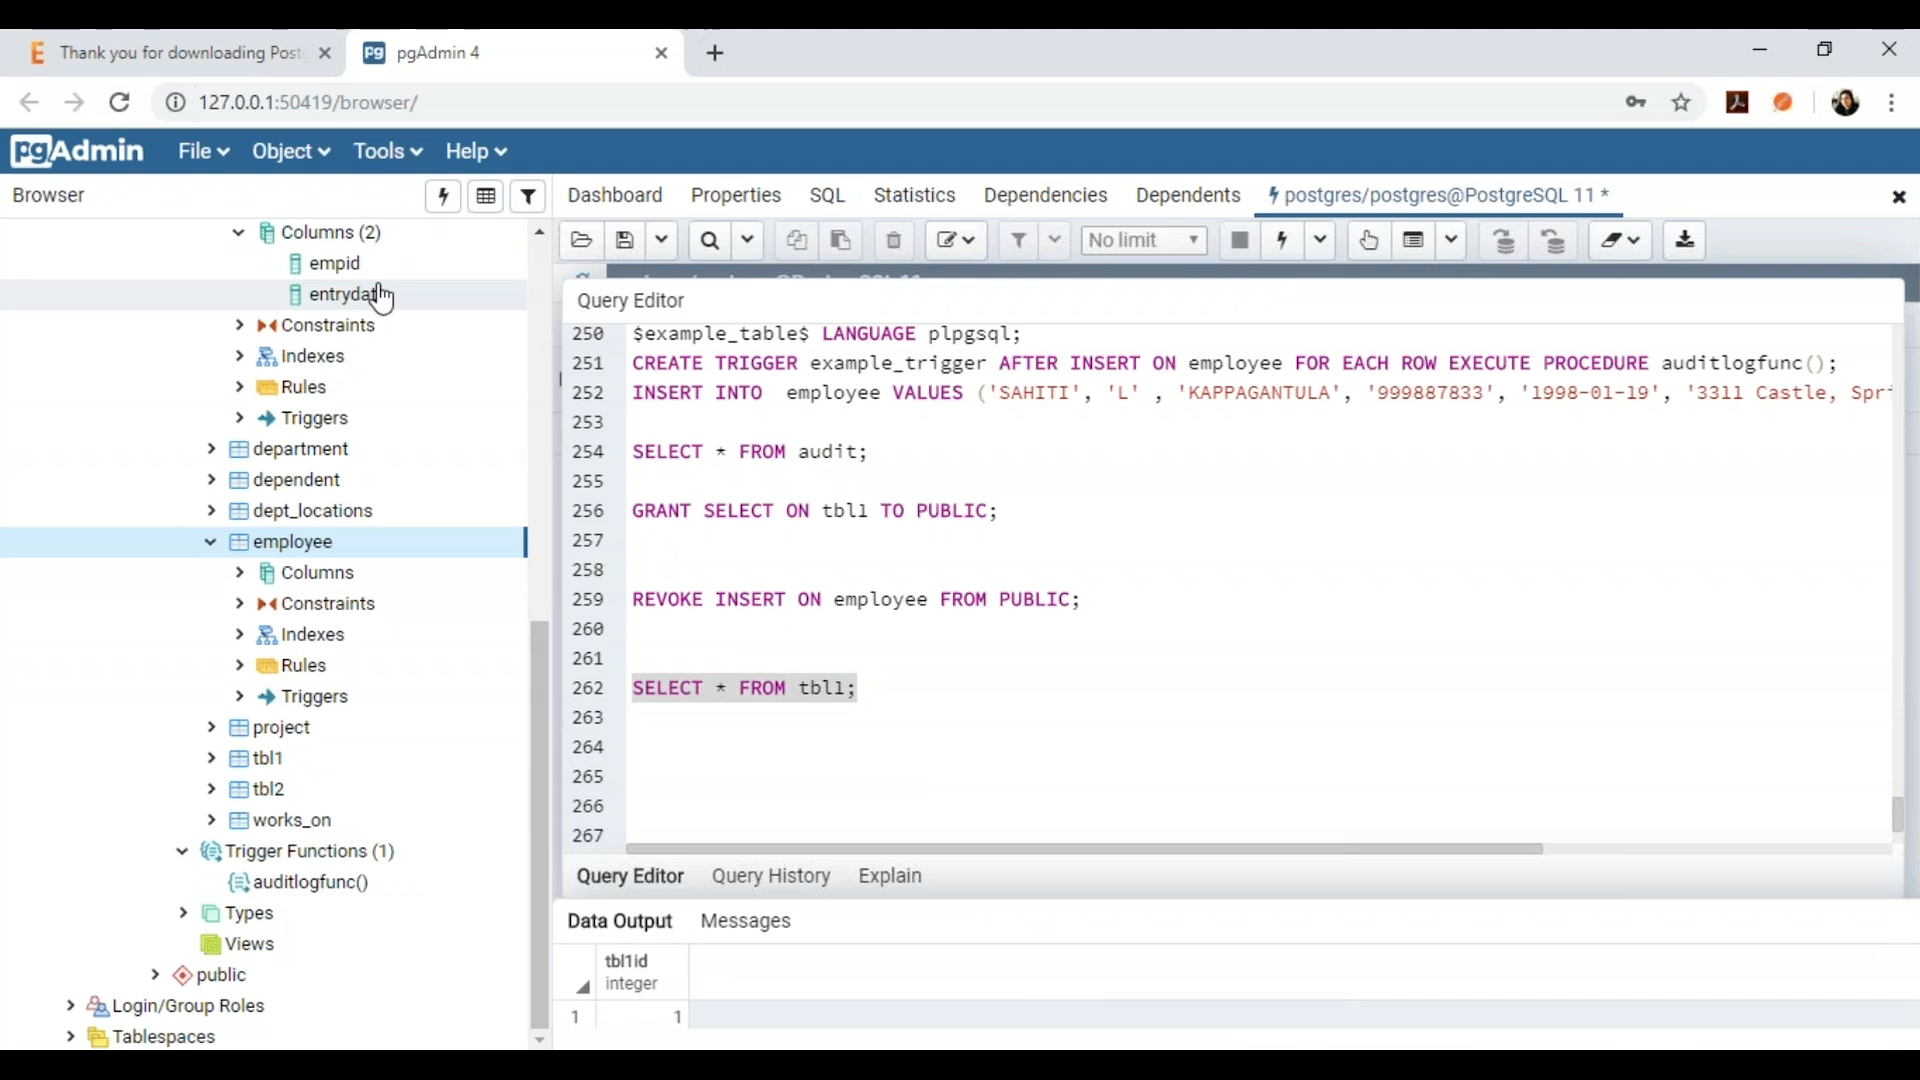 Thank you for downloading Post
pgAdmin 4
127.0.0.1:50419/browser/
pgAdmin
File
Object
Tools
Help
Browser
Dashboard
Properties
SQL
Statistics
Dependencies
Dependents
postgres/postgres@PostgreSQL 11 *
No limit
Columns (2)
empid
Constraints
Indexes
Rules
Triggers
department
dependent
dept_locations
employee
Columns
Constraints
Indexes
Rules
Triggers
project
tbl1
tbl2
works_on
Trigger Functions (1)
auditlogfunc()
Types
Views
public
Login/Group Roles
Tablespaces
Query Editor
250 $example_table$ LANGUAGE plpgsql;
251 CREATE TRIGGER example_trigger AFTER INSERT ON employee FOR EACH ROW EXECUTE PROCEDURE auditlogfunc();
252 INSERT INTO employee VALUES ('SAHITI', 'L' , 'KAPPAGANTULA', '999887833', '1998-01-19', '3311 Castle, Spr
253
254 SELECT * FROM audit;
255
256 GRANT SELECT ON tbl1 TO PUBLIC;
257
258
259 REVOKE INSERT ON employee FROM PUBLIC;
260
261
262 SELECT * FROM tbl1;
263
264
265
266
267
Query Editor
Query History
Explain
Data Output
Messages
tbl1id
integer
1 1